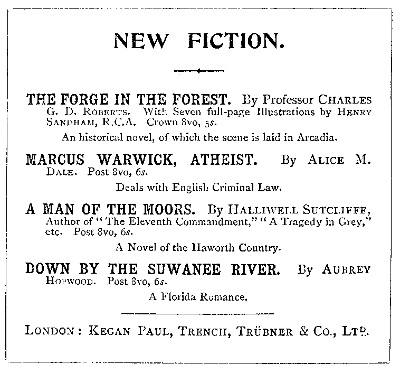 NEW FICTION.
THE FORGE IN THE FOREST. By Professor CHARLES
G. D. ROBERTS. With Seven full-page Illustrations by HENRY
SANDHAM, R.C.A. Crown 8vo, 5s.
An historical novel, of which the scene is laid in Arcadia.
MARCUS WARWICK, ATHEIST. By ALICE M.
DALE. Post 8vo, 6s.
Deals with English Criminal Law.
A MAN OF THE MOORS. By HALLIWELL SUTCLIFFE,
Author of "The Eleventh Commandment," "A Tragedy in Grey,"
etc. Post 8vo, 6s.
A Novel of the Haworth Country.
DOWN BY THE SUWANEE RIVER. By AUBREY
HOPWOOD. Post 8vo, 6s.
A Florida Romance.
LONDON: KEGAN PAUL, TRENCH, TRÜBNER & CO., LTD.